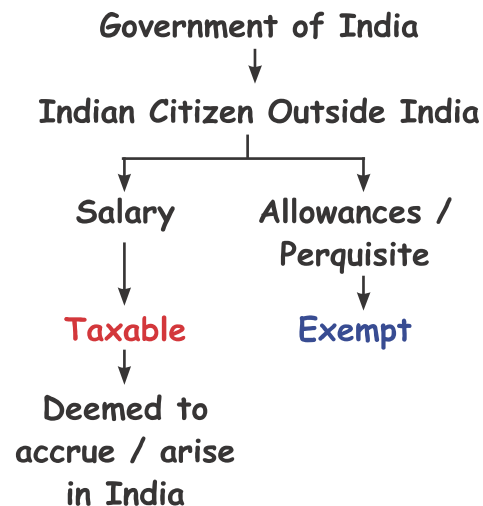 Government of India
Indian Citizen Outside India
Salary
Allowances /
Perquisite
Taxable
Exempt
Deemed to
accrue / arise
in India